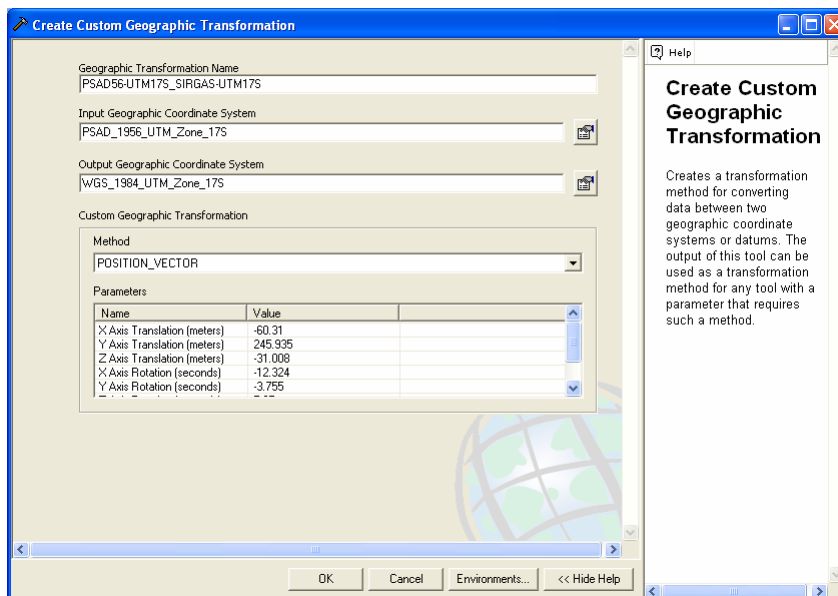 Create Custom Geographic Transformation
Geographic Transformation Name
PSAD56-UTM17S_SIRGAS-UTM17S
Input Geographic Coordinate System
PSAD_1956_UTM_Zone_17S
Output Geographic Coordinate System
WGS_1984_UTM_Zone_17S
Custom Geographic Transformation
Method
POSITION_VECTOR
Parameters
Name Value
X Axis Translation (meters) -60.31
Y Axis Translation (meters) 245.935
Z Axis Translation (meters) -31.008
X Axis Rotation (seconds) -12.324
Y Axis Rotation (seconds) -3.755
OK Cancel Environments... << Hide Help
Help
Create Custom
Geographic
Transformation
Creates a transformation
method for converting
data between two
geographic coordinate
systems or datums. The
output of this tool can be
used as a transformation
method for any tool with a
parameter that requires
such a method.